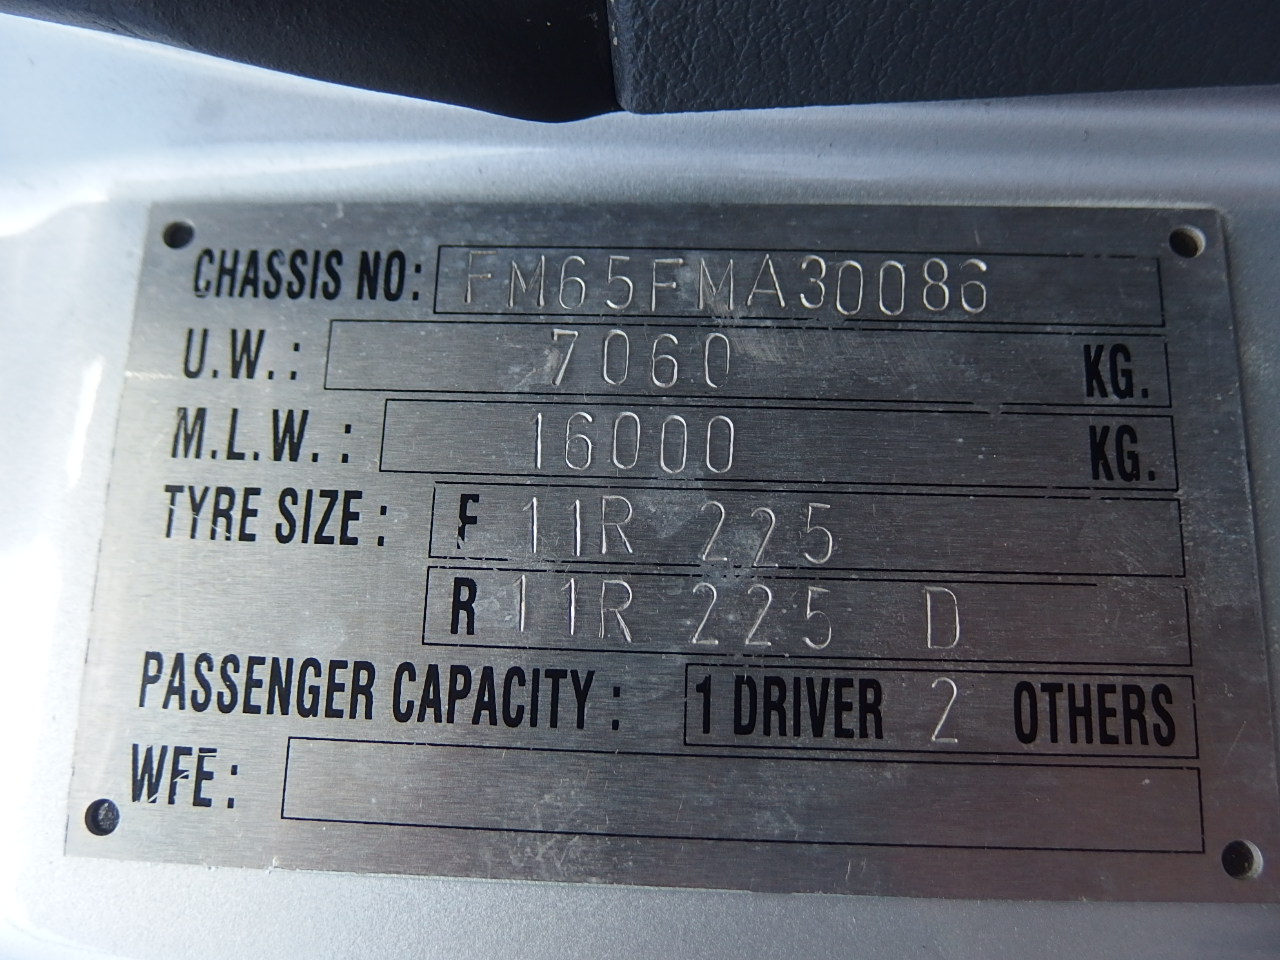 CHASSIS NO: FM65FMA30086
U.W.: 7060 KG.
M.L.W.: 16000 KG.
TYRE SIZE: F 11R 225
R 11R 225 D
PASSENGER CAPACITY: 1 DRIVER 2 OTHERS
WFE: